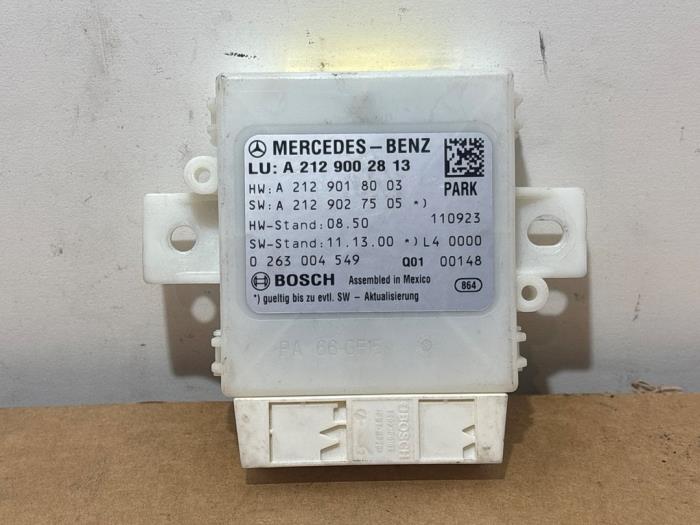 MERCEDES-BENZ
LU: A 212 900 28 13
HW: A 212 901 80 03
PARK
SW: A 212 902 75 05 *)
HW-Stand: 08.50
110923
SW-Stand: 11.13.00 *) L4 0000
0 263 004 549 Q01 00148
BOSCH Assembled in Mexico 864
*) gueltig bis zu evtl. SW - Aktualisierung
PA 66
BOSCH